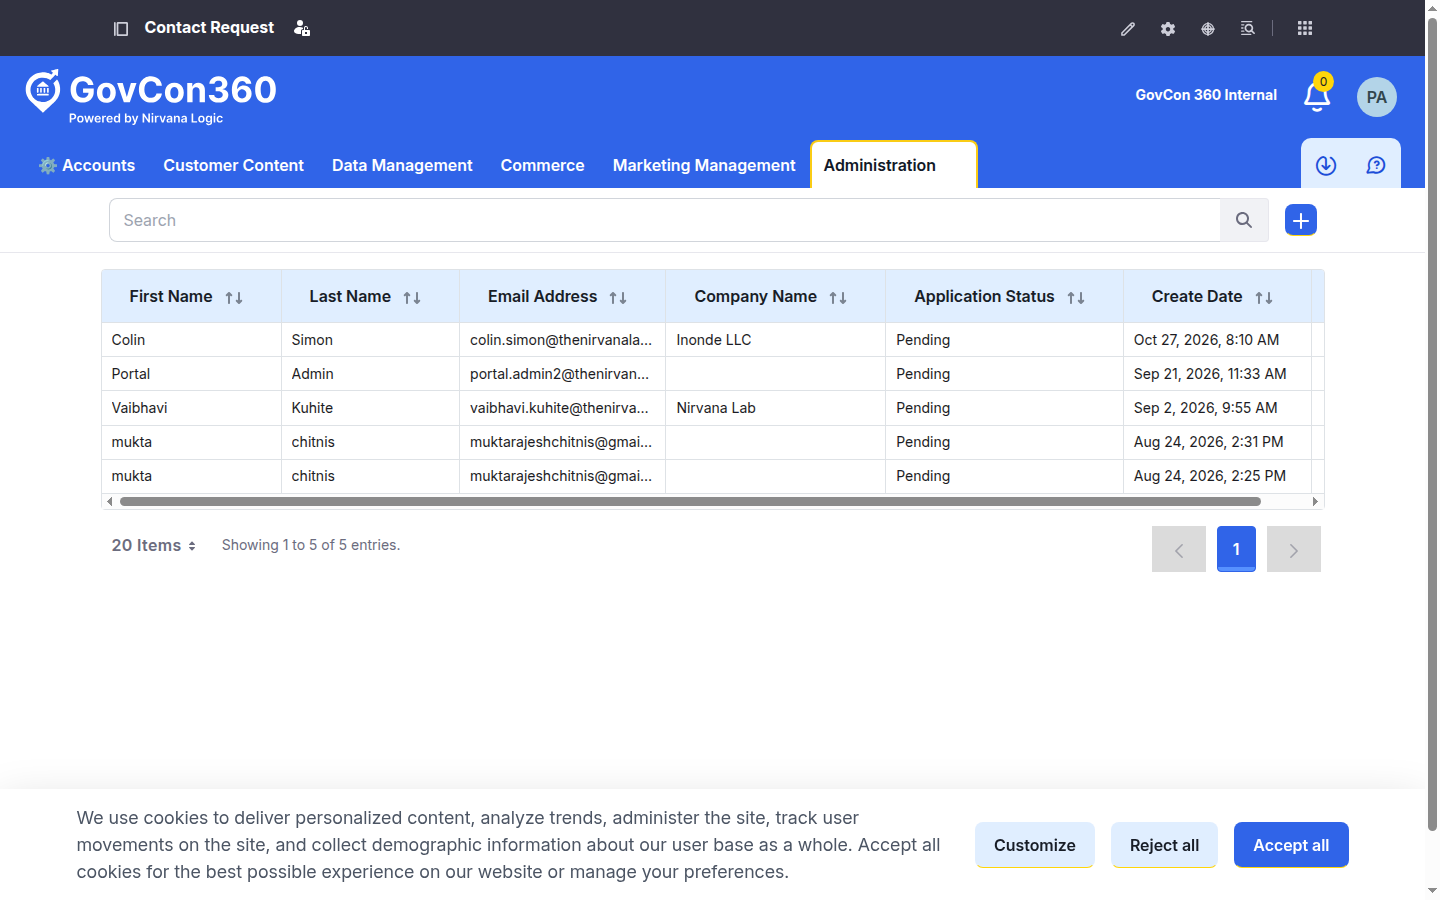 Contact Request
GovCon360
Powered by Nirvana Logic
GovCon 360 Internal
0
PA
Accounts
Customer Content
Data Management
Commerce
Marketing Management
Administration
Search
First Name
Last Name
Email Address
Company Name
Application Status
Create Date
Colin Simon colin.simon@thenirvanala... Inonde LLC Pending Oct 27, 2026, 8:10 AM
Portal Admin portal.admin2@thenirvan... Pending Sep 21, 2026, 11:33 AM
Vaibhavi Kuhite vaibhavi.kuhite@thenirva... Nirvana Lab Pending Sep 2, 2026, 9:55 AM
mukta chitnis muktarajeshchitnis@gmai... Pending Aug 24, 2026, 2:31 PM
mukta chitnis muktarajeshchitnis@gmai... Pending Aug 24, 2026, 2:25 PM
20 Items
Showing 1 to 5 of 5 entries.
1
We use cookies to deliver personalized content, analyze trends, administer the site, track user
movements on the site, and collect demographic information about our user base as a whole. Accept all
cookies for the best possible experience on our website or manage your preferences.
Customize
Reject all
Accept all